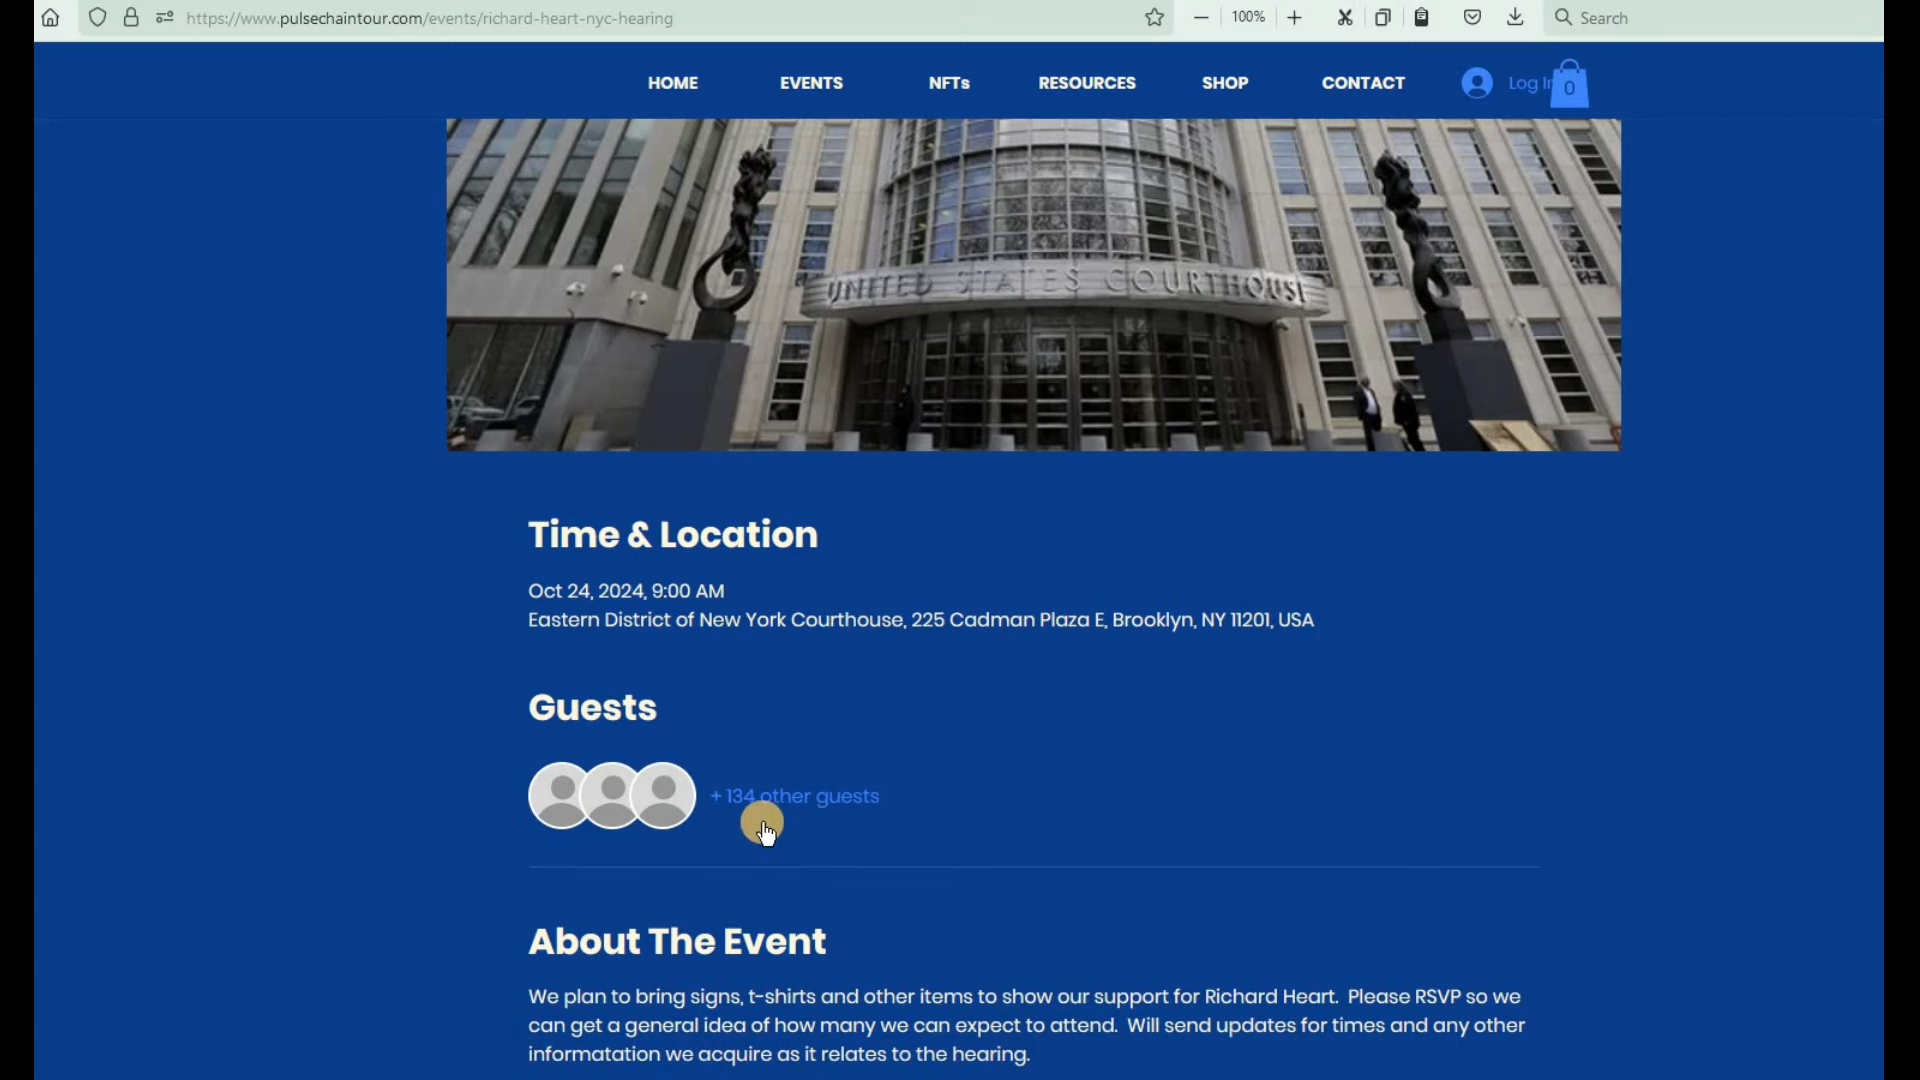 https://www.pulsechaintour.com/events/richard-heart-nyc-hearing
100%
Search
HOME
EVENTS
NFTs
RESOURCES
SHOP
CONTACT
Log In
0
UNITED STATES COURTHOUSE
Time & Location
Oct 24, 2024, 9:00 AM
Eastern District of New York Courthouse, 225 Cadman Plaza E, Brooklyn, NY 11201, USA
Guests
+ 134 other guests
About The Event
We plan to bring signs, t-shirts and other items to show our support for Richard Heart.  Please RSVP so we
can get a general idea of how many we can expect to attend.  Will send updates for times and any other
informatation we acquire as it relates to the hearing.